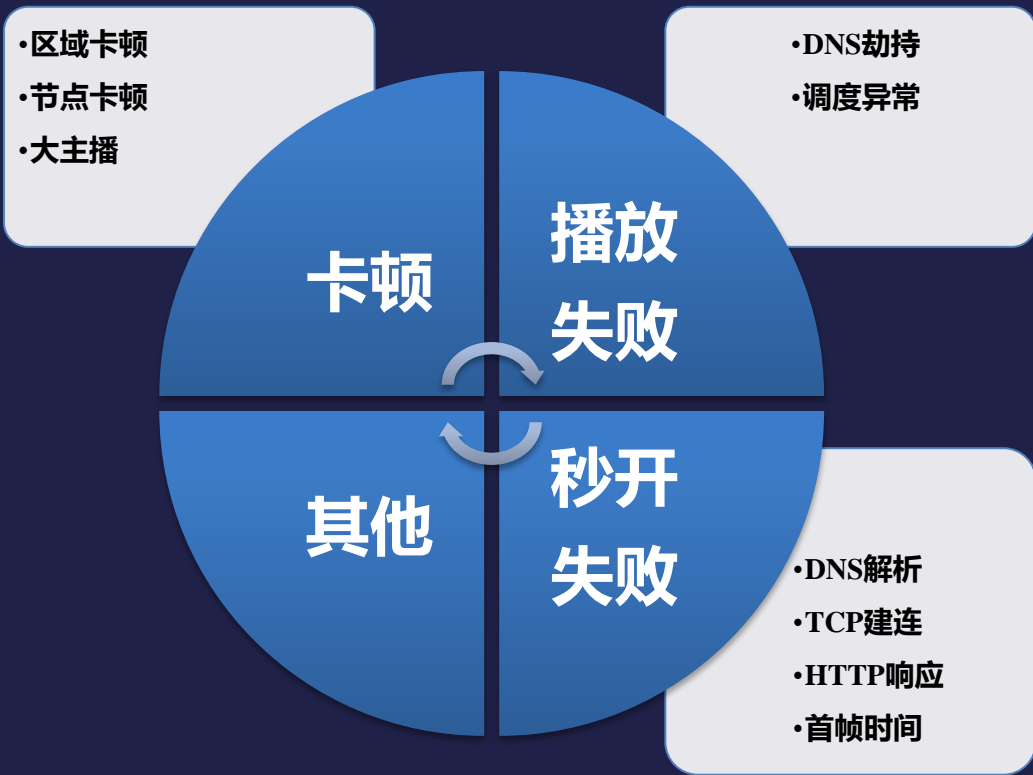 •区域卡顿
•节点卡顿
•大主播
•DNS劫持
•调度异常
卡顿
播放
失败
其他
秒开
失败
•DNS解析
•TCP建连
•HTTP响应
•首帧时间